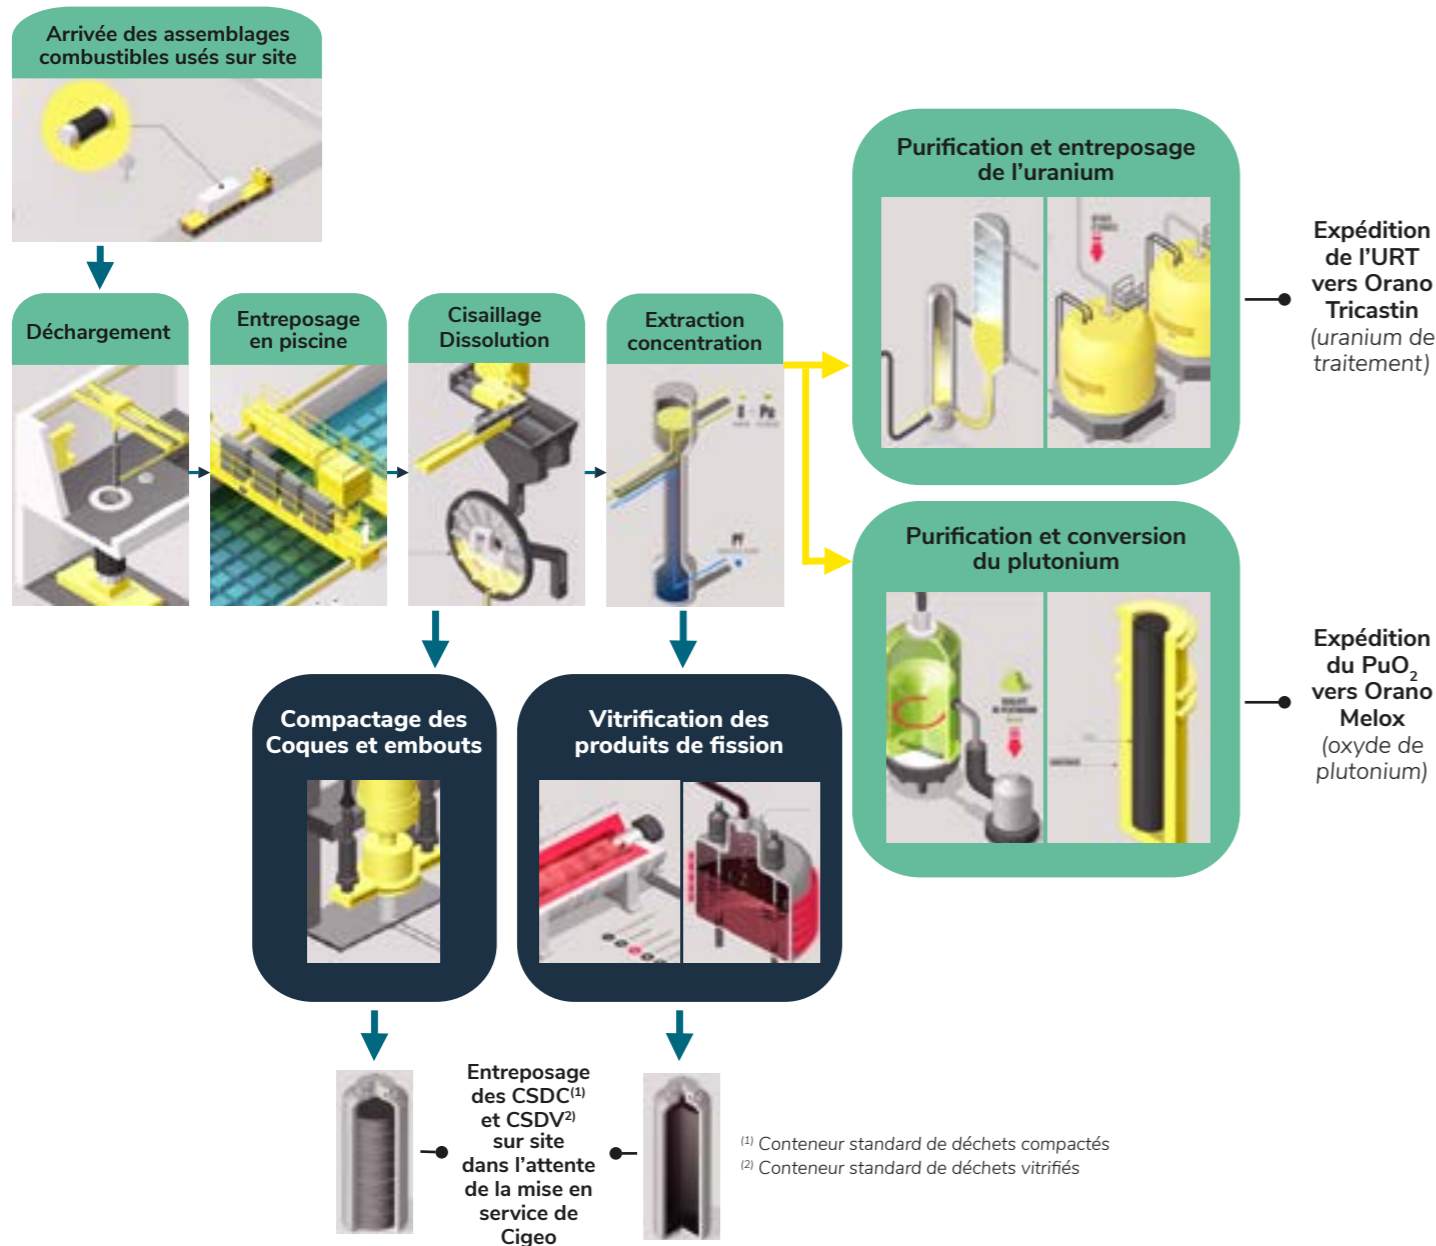 Arrivée des assemblages
combustibles usés sur site
Déchargement
Entreposage
en piscine
Cisaillage
Dissolution
Extraction
concentration
U
Pu
PF
Purification et entreposage
de l’uranium
Expédition
de l’URT
vers Orano
Tricastin
(uranium de
traitement)
Purification et conversion
du plutonium
Expédition
du PuO₂
vers Orano
Melox
(oxyde de
plutonium)
Compactage des
Coques et embouts
Vitrification des
produits de fission
Entreposage
des CSDC(1)
et CSDV2)
sur site
dans l’attente
de la mise en
service de
Cigeo
(1) Conteneur standard de déchets compactés
(2) Conteneur standard de déchets vitrifiés